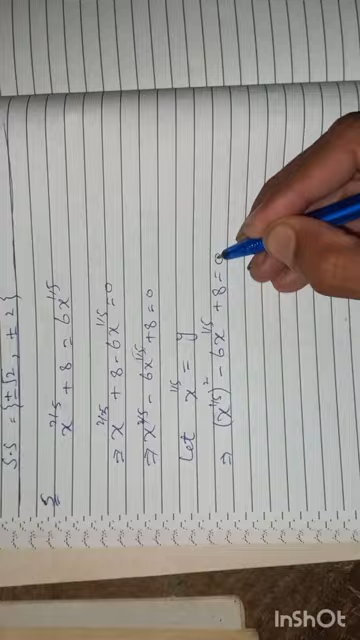 S.S = {±√2, ±2}
5
x^2/5 + 8 = 6x^1/5
⇒ x^2/5 + 8 - 6x^1/5 = 0
⇒ x^2/5 - 6x^1/5 + 8 = 0
Let x^1/5 = y
⇒ (x^1/5)^2 - 6x^1/5 + 8 = 0
InShOt